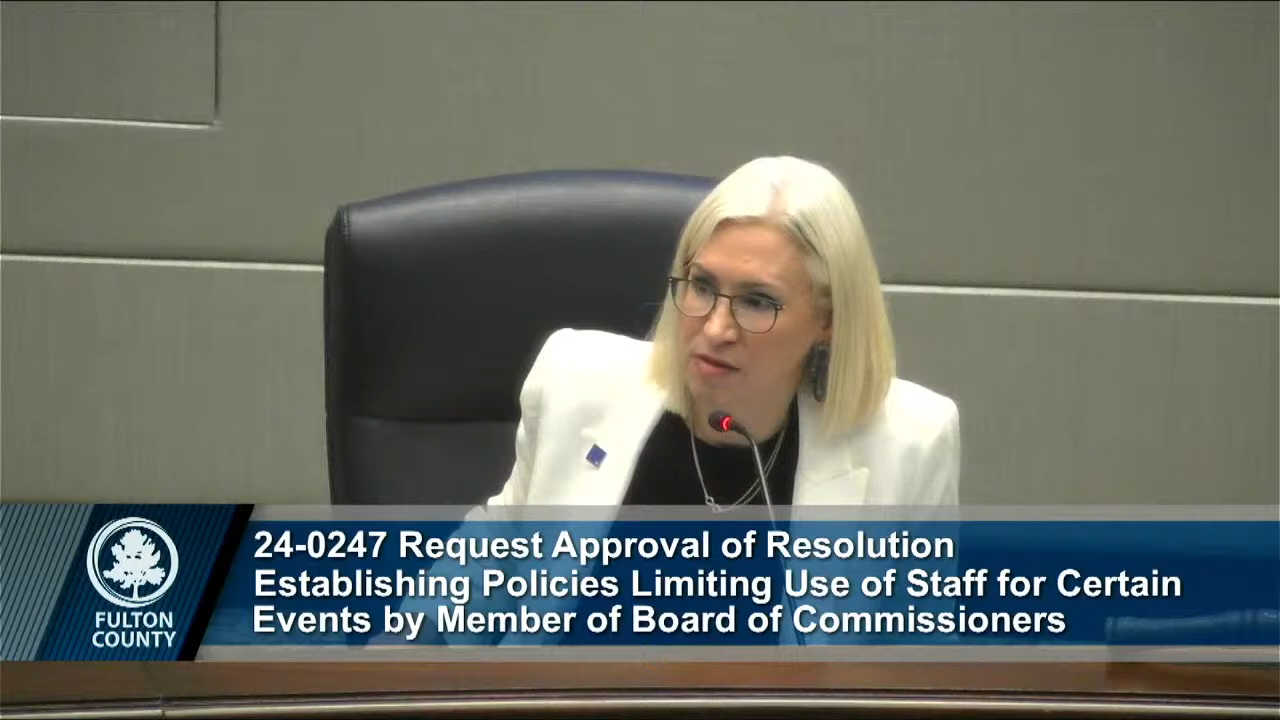 24-0247 Request Approval of Resolution
Establishing Policies Limiting Use of Staff for Certain
Events by Member of Board of Commissioners
FULTON
COUNTY